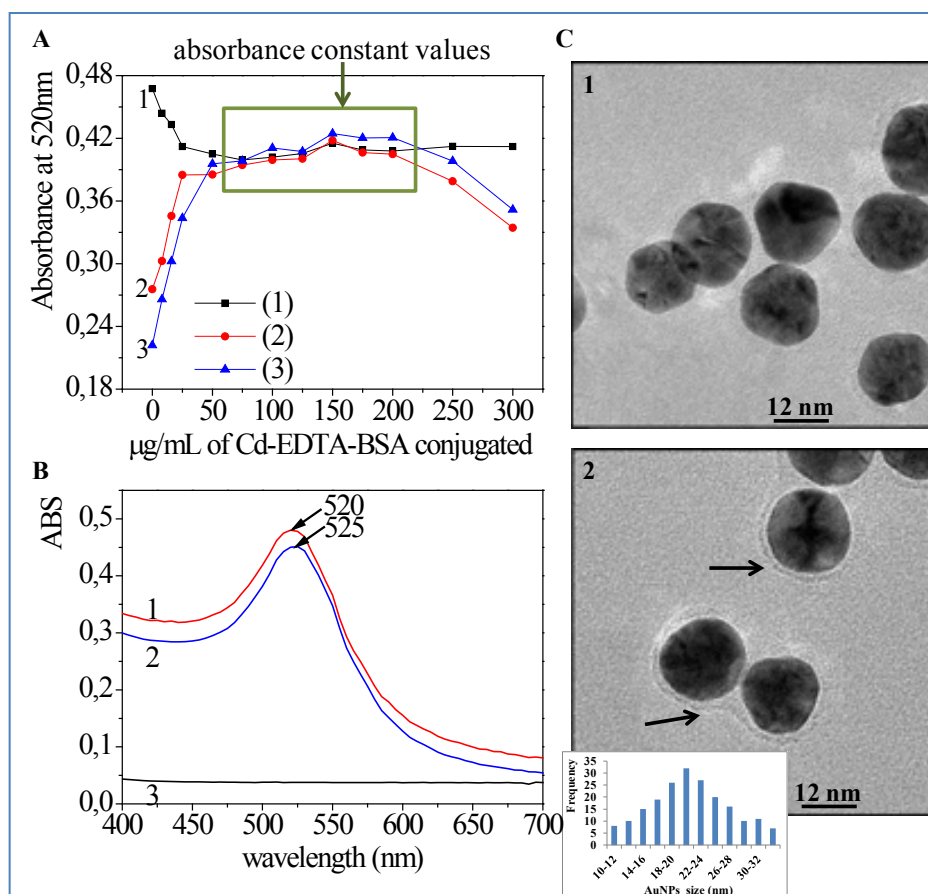 A
absorbance constant values
Absorbance at 520nm
0,48
0,42
0,36
0,30
0,24
0,18
1
2
3
(1)
(2)
(3)
0 50 100 150 200 250 300
μg/mL of Cd-EDTA-BSA conjugated
B
ABS
0,5
0,4
0,3
0,2
0,1
0,0
520
525
1
2
3
400 450 500 550 600 650 700
wavelength (nm)
C
1
12 nm
2
12 nm
Frequency
35
30
25
20
15
10
5
0
10-12 14-16 18-20 22-24 26-28 30-32
AuNPs size (nm)